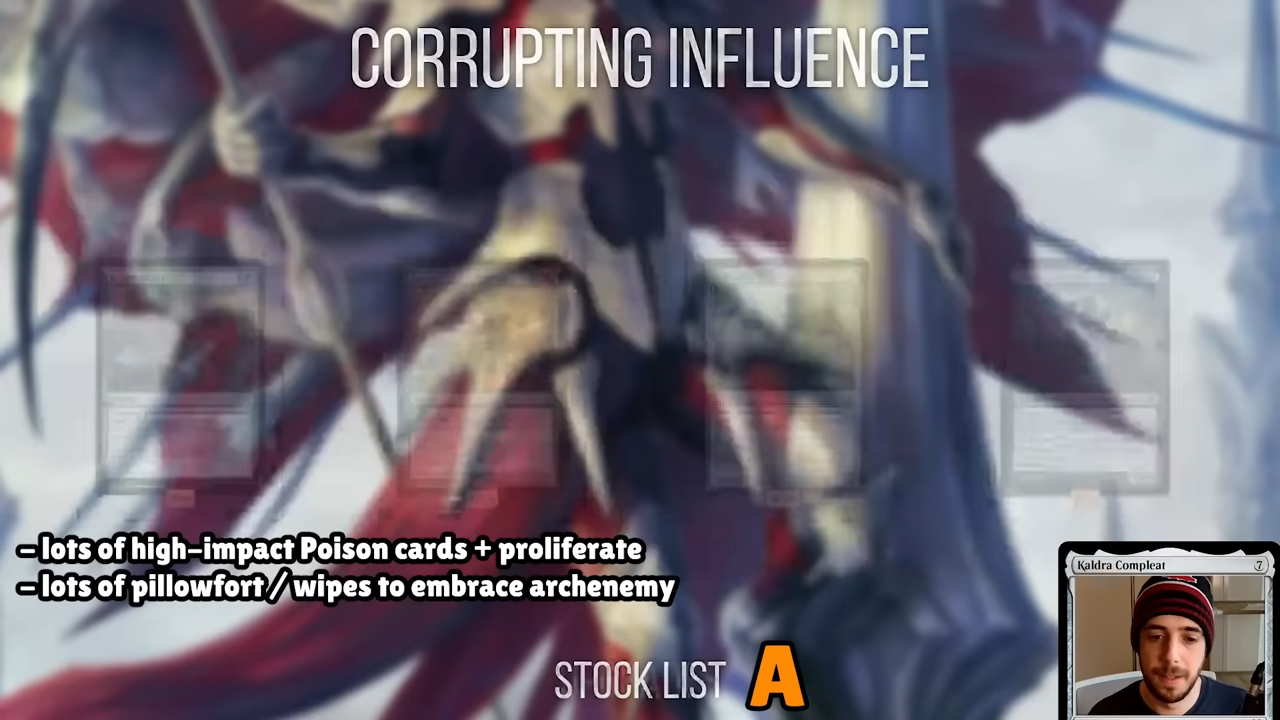 CORRUPTING INFLUENCE
- lots of high-impact Poison cards + proliferate
- lots of pillowfort / wipes to embrace archenemy
STOCK LIST A
Kaldra Compleat 7